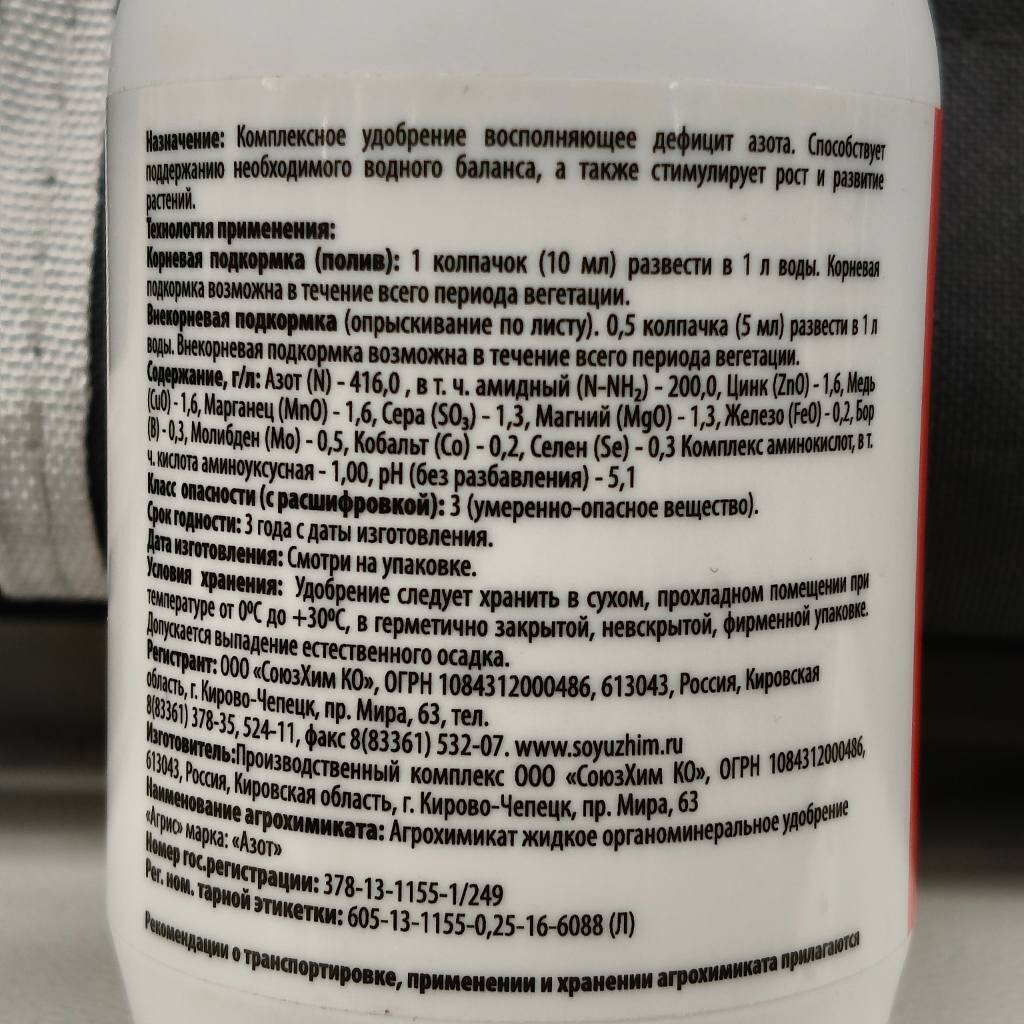 Назначение: Комплексное удобрение восполняющее дефицит азота. Способствует
поддержанию необходимого водного баланса, а также стимулирует рост и развитие
растений.
Технология применения:
Корневая подкормка (полив): 1 колпачок (10 мл) развести в 1 л воды. Корневая
подкормка возможна в течение всего периода вегетации.
Внекорневая подкормка (опрыскивание по листу). 0,5 колпачка (5 мл) развести в 1 л
воды. Внекорневая подкормка возможна в течение всего периода вегетации.
Содержание, г/л: Азот (N) - 416,0 , в т. ч. амидный (N-NH₂) - 200,0, Цинк (ZnO) - 1,6, Медь
(CuO) - 1,6, Марганец (MnO) - 1,6, Сера (SO₃) - 1,3, Магний (MgO) - 1,3, Железо (FeO) - 0,2, Бор
(B) - 0,3, Молибден (Mo) - 0,5, Кобальт (Co) - 0,2, Селен (Se) - 0,3 Комплекс аминокислот, в т.
ч. кислота аминоуксусная - 1,00, pH (без разбавления) - 5,1
Класс опасности (с расшифровкой): 3 (умеренно-опасное вещество).
Срок годности: 3 года с даты изготовления.
Дата изготовления: Смотри на упаковке.
Условия хранения: Удобрение следует хранить в сухом, прохладном помещении при
температуре от 0ºС до +30ºС, в герметично закрытой, невскрытой, фирменной упаковке.
Допускается выпадение естественного осадка.
Регистрант: ООО «СоюзХим КО», ОГРН 1084312000486, 613043, Россия, Кировская
область, г. Кирово-Чепецк, пр. Мира, 63, тел.
8(83361) 378-35, 524-11, факс 8(83361) 532-07. www.soyuzhim.ru
Изготовитель:Производственный комплекс ООО «СоюзХим КО», ОГРН 1084312000486,
613043, Россия, Кировская область, г. Кирово-Чепецк, пр. Мира, 63
Наименование агрохимиката: Агрохимикат жидкое органоминеральное удобрение
«Агрис» марка: «Азот»
Номер гос.регистрации: 378-13-1155-1/249
Рег. ном. тарной этикетки: 605-13-1155-0,25-16-6088 (Л)
Рекомендации о транспортировке, применении и хранении агрохимиката прилагаются